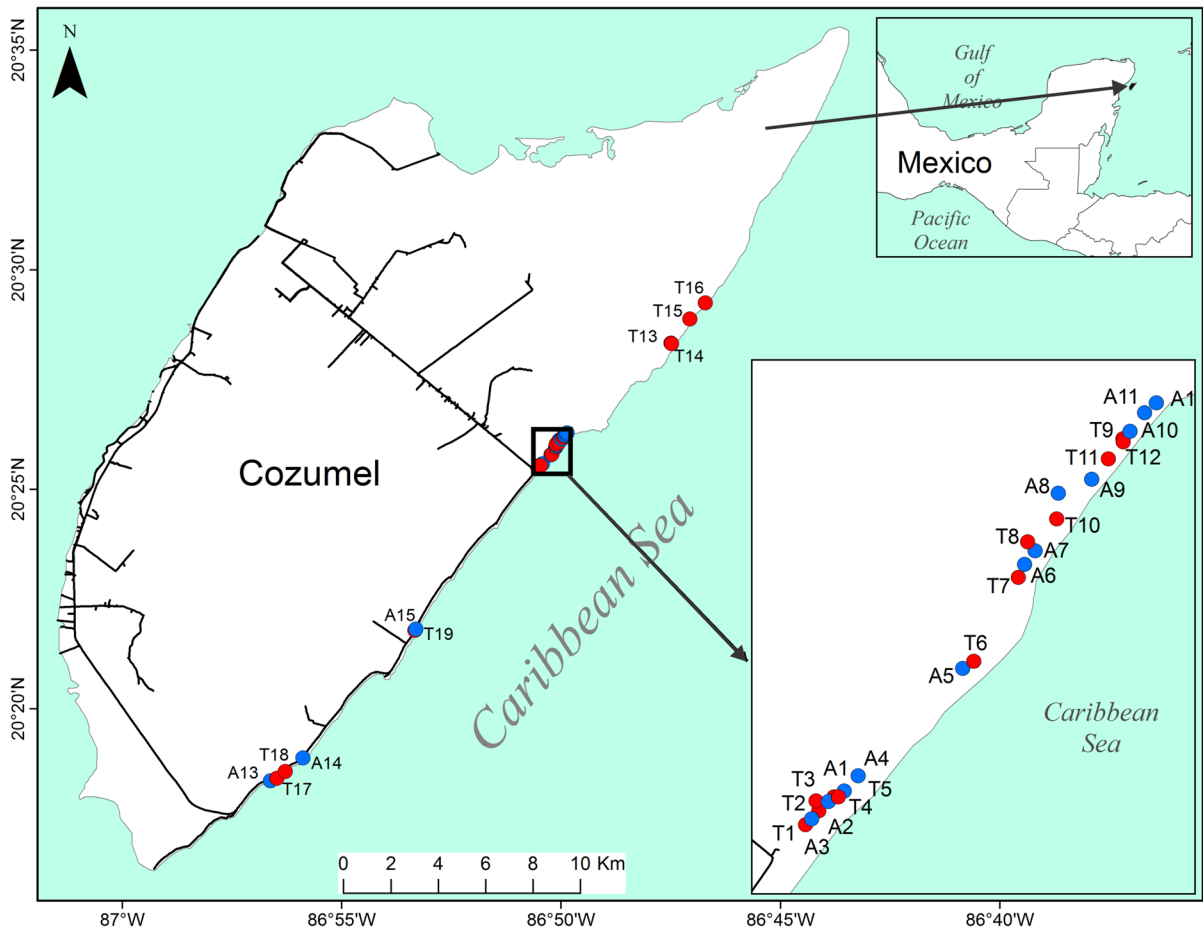 N
20°35'N
20°30'N
20°25'N
20°20'N
87°W
86°55'W
86°50'W
86°45'W
86°40'W
Gulf
of
Mexico
Mexico
Pacific
Ocean
Cozumel
Caribbean Sea
T16
T15
T13
T14
A15
T19
T18
A14
A13
T17
0 2 4 6 8 10 Km
A11
A1
T9
A10
T11
T12
A8
A9
T10
T8
A7
T7
A6
T6
A5
Caribbean
Sea
A1
A4
T3
T5
T2
T4
T1
A2
A3